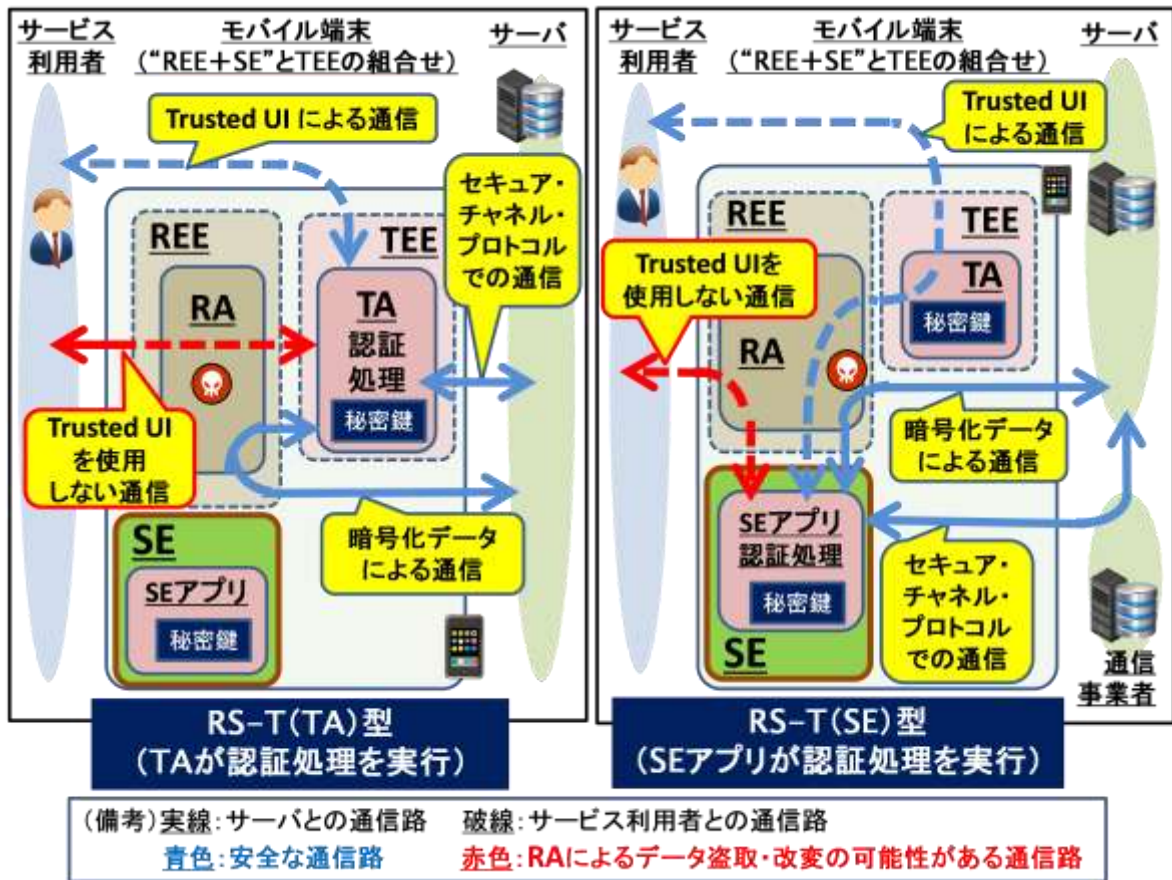 サービス
利用者
モバイル端末
(“REE+SE”とTEEの組合せ)
サーバ
Trusted UI による通信
セキュア・
チャネル・
プロトコル
での通信
REE
TEE
RA
TA
認証
処理
秘密鍵
Trusted UI
を使用
しない通信
暗号化データ
による通信
SE
SEアプリ
秘密鍵
RS-T(TA)型
(TAが認証処理を実行)
サービス
利用者
モバイル端末
(“REE+SE”とTEEの組合せ)
サーバ
Trusted UI
による通信
REE
TEE
Trusted UIを
使用しない通信
TA
秘密鍵
RA
暗号化データ
による通信
SEアプリ
認証処理
秘密鍵
SE
セキュア・
チャネル・
プロトコル
での通信
通信
事業者
RS-T(SE)型
(SEアプリが認証処理を実行)
(備考)実線:サーバとの通信路 破線:サービス利用者との通信路
青色:安全な通信路 赤色:RAによるデータ盗取・改変の可能性がある通信路